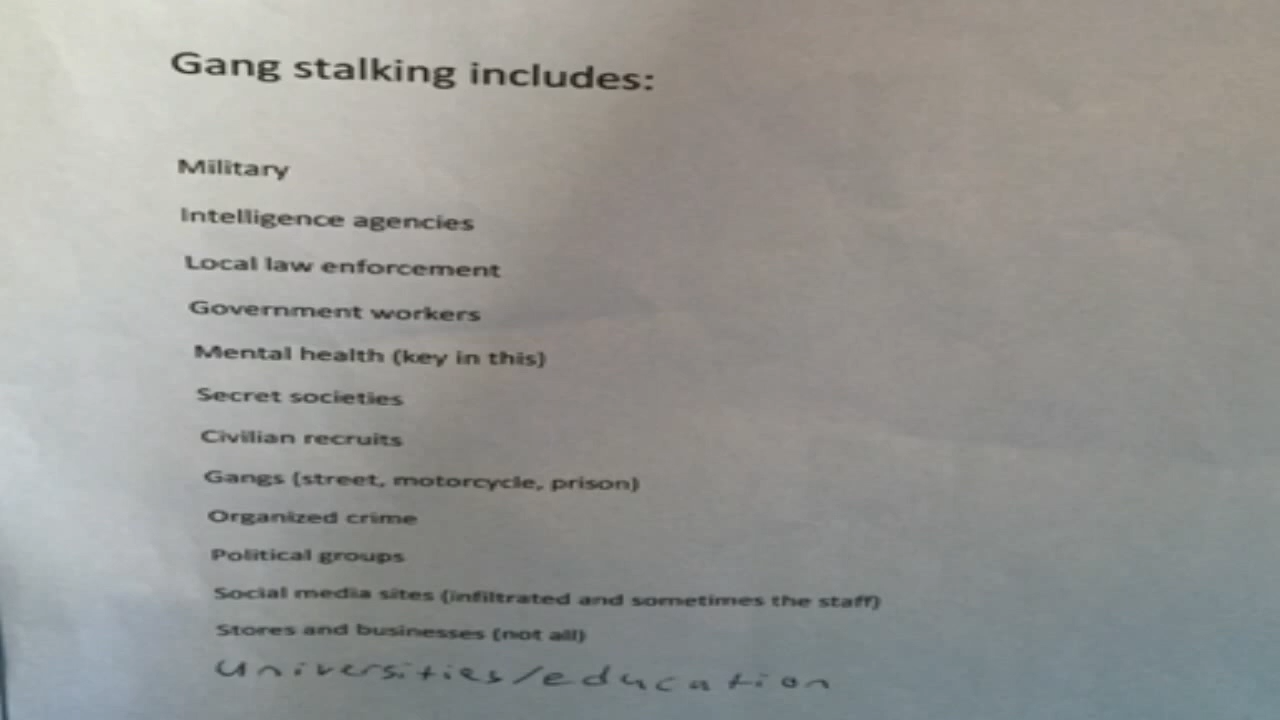 Gang stalking includes:
Military
Intelligence agencies
Local law enforcement
Government workers
Mental health (key in this)
Secret societies
Civilian recruits
Gangs (street, motorcycle, prison)
Organized crime
Political groups
Social media sites (infiltrated and sometimes the staff)
Stores and businesses (not all)
universities/education